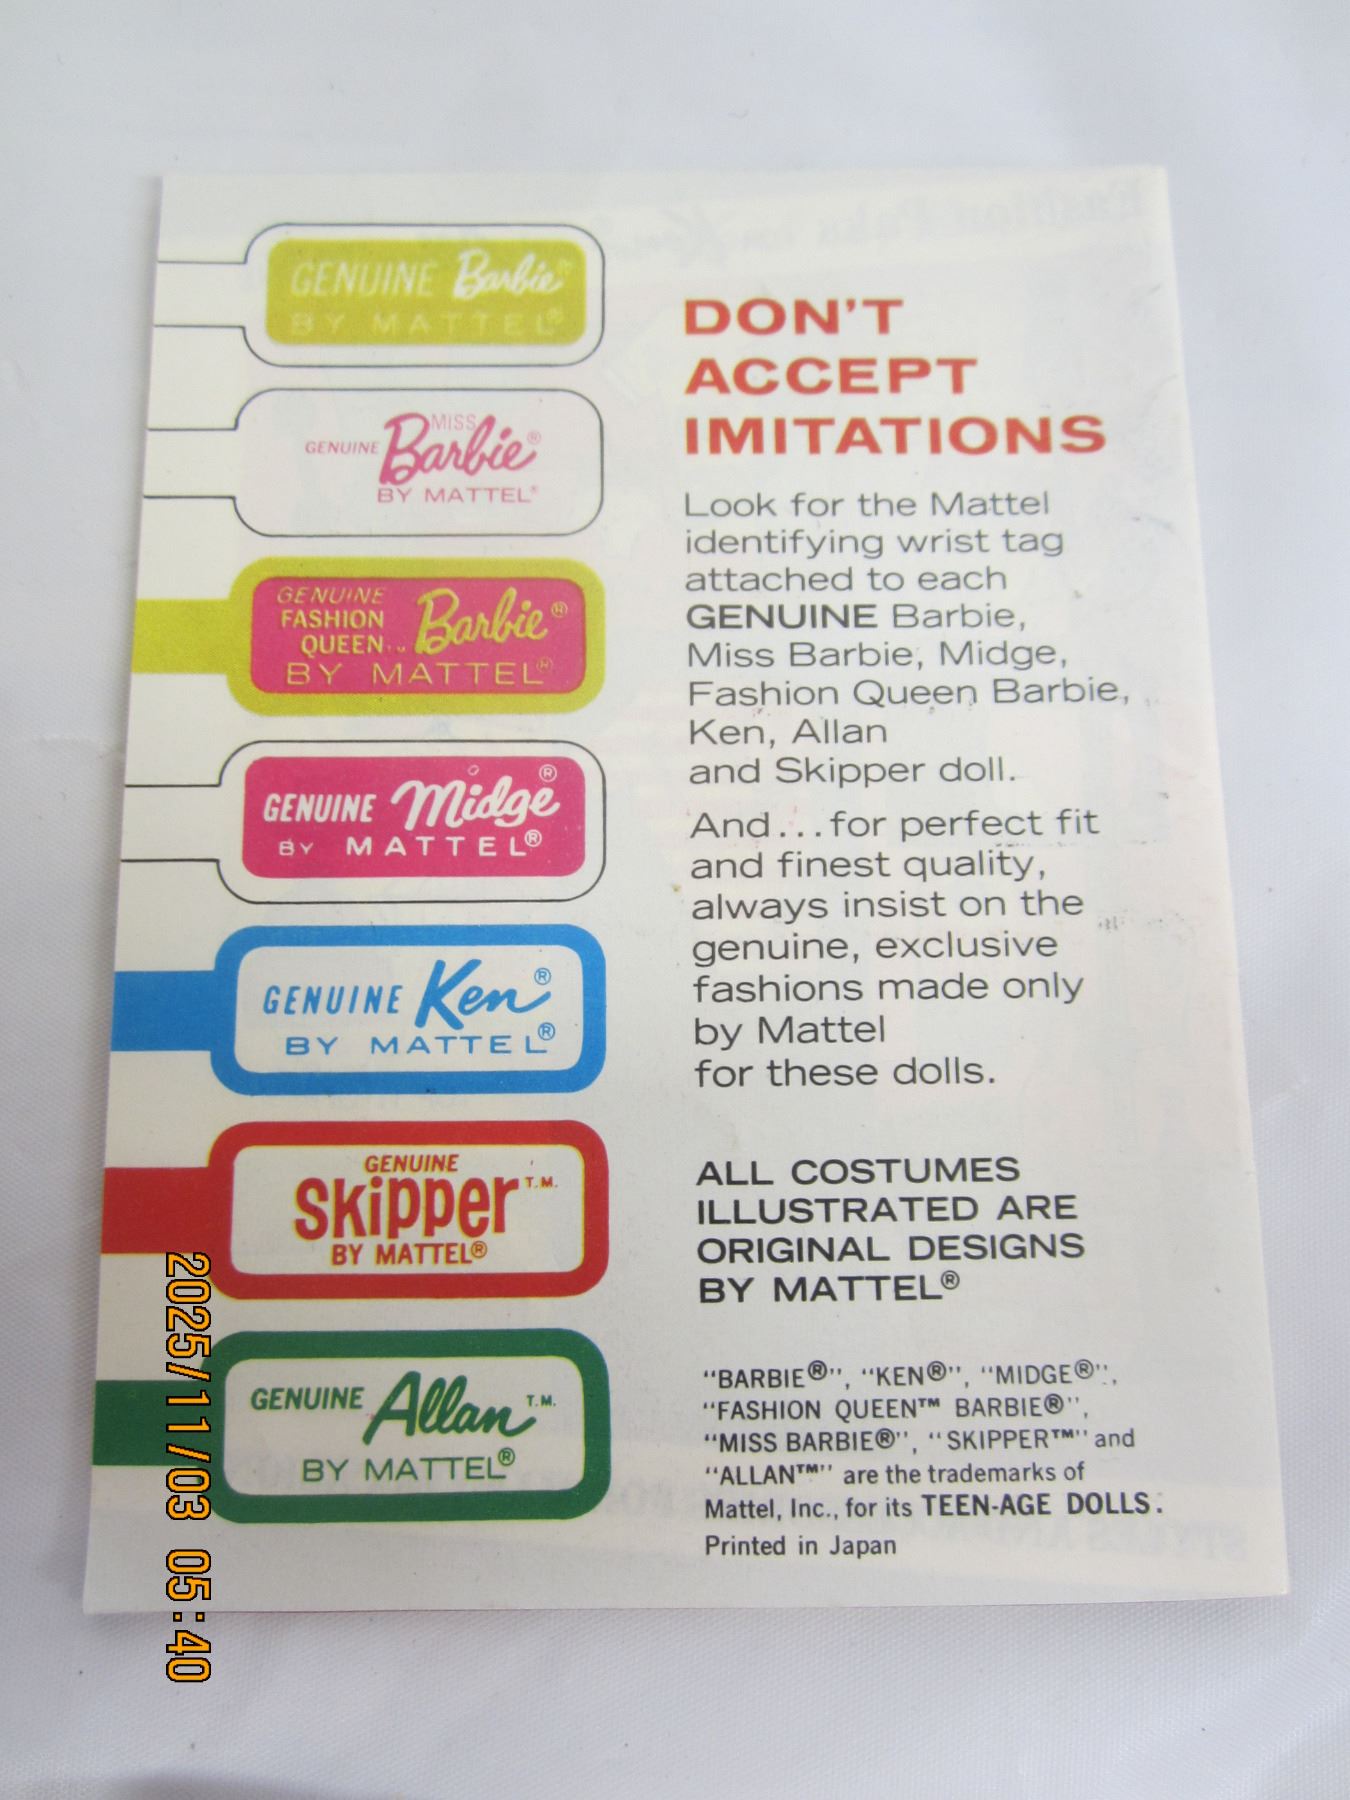 GENUINE Barbie®
BY MATTEL®
MISS
GENUINE Barbie®
BY MATTEL®
GENUINE
FASHION
QUEEN Barbie®
BY MATTEL®
GENUINE Midge®
BY MATTEL®
GENUINE Ken®
BY MATTEL®
GENUINE
Skipper T.M.
BY MATTEL®
GENUINE Allan T.M.
BY MATTEL®
DON'T
ACCEPT
IMITATIONS
Look for the Mattel
identifying wrist tag
attached to each
GENUINE Barbie,
Miss Barbie, Midge,
Fashion Queen Barbie,
Ken, Allan
and Skipper doll.
And...for perfect fit
and finest quality,
always insist on the
genuine, exclusive
fashions made only
by Mattel
for these dolls.
ALL COSTUMES
ILLUSTRATED ARE
ORIGINAL DESIGNS
BY MATTEL®
"BARBIE®", "KEN®", "MIDGE®",
"FASHION QUEEN™ BARBIE®",
"MISS BARBIE®", "SKIPPER™" and
"ALLAN™" are the trademarks of
Mattel, Inc., for its TEEN-AGE DOLLS.
Printed in Japan
2025/11/03 05:40